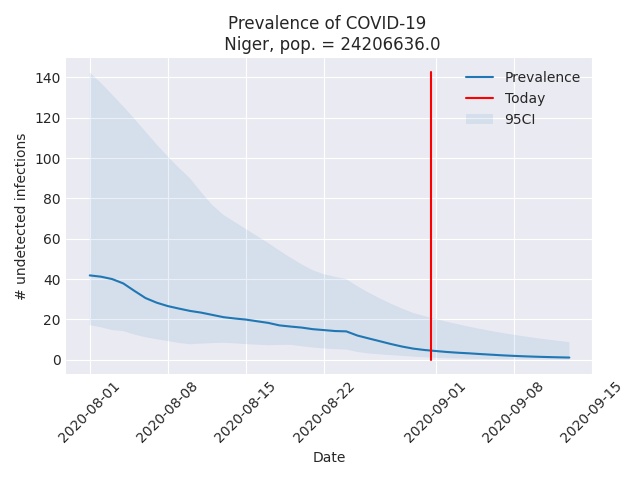 Prevalence of COVID-19
Niger, pop. = 24206636.0
Prevalence
Today
95CI
# undetected infections
140
120
100
80
60
40
20
0
2020-08-01
2020-08-08
2020-08-15
2020-08-22
2020-09-01
2020-09-08
2020-09-15
Date